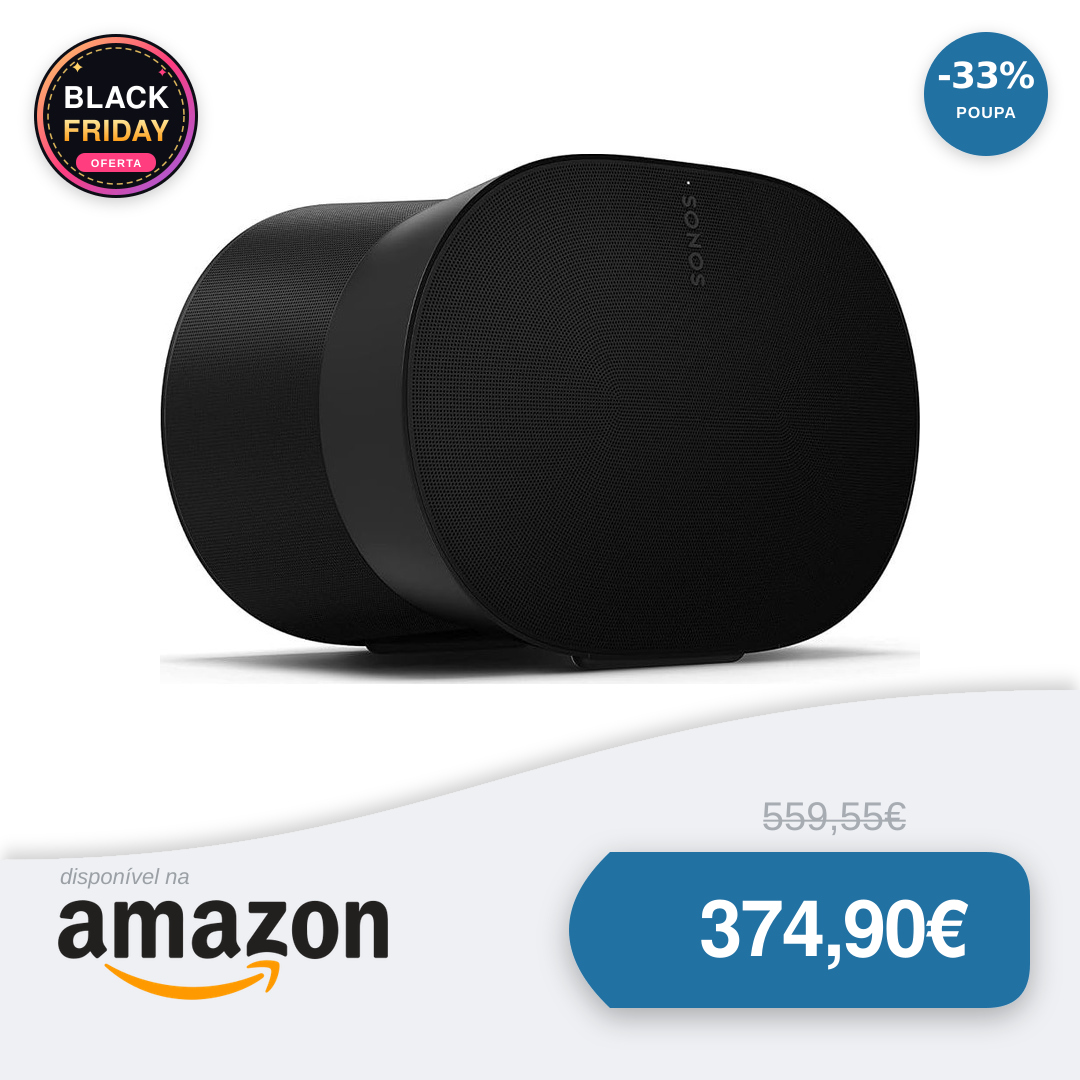 BLACK
FRIDAY
OFERTA
-33%
POUPA
SONOS
559,55€
disponível na
amazon
374,90€